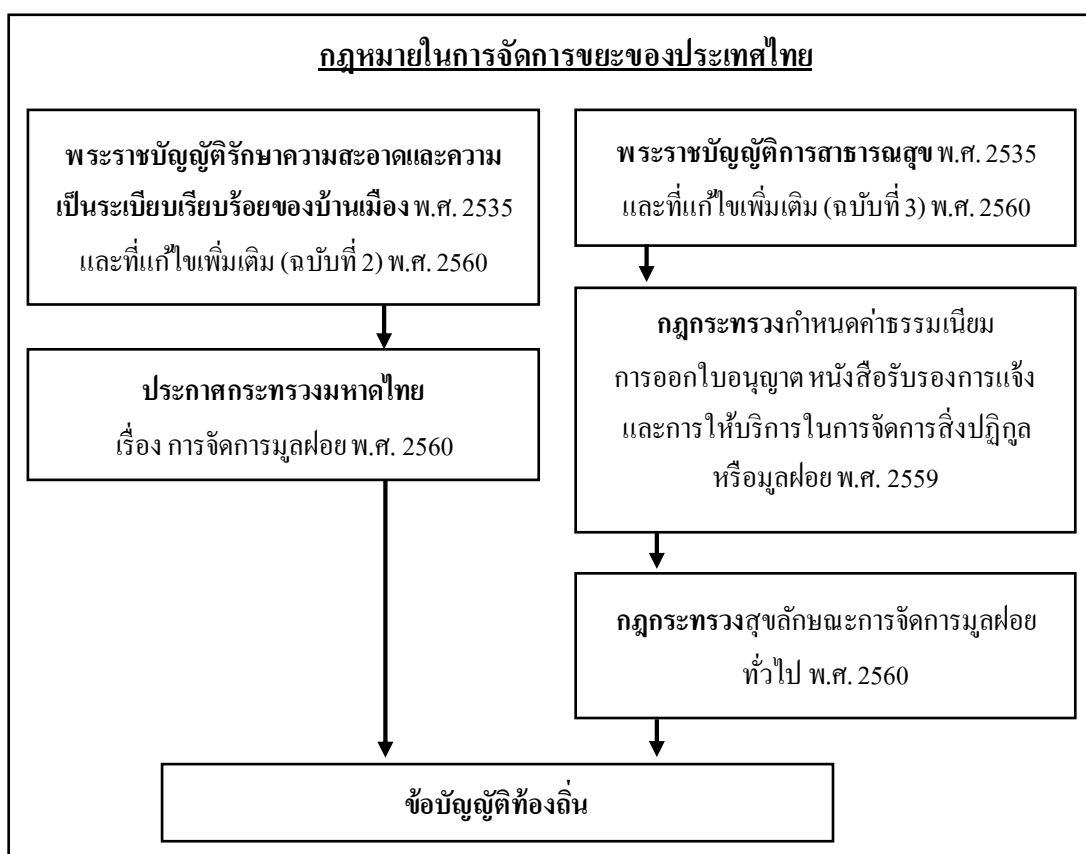 กฎหมายในการจัดการขยะของประเทศไทย
พระราชบัญญัติรักษาความสะอาดและความ
เป็นระเบียบเรียบร้อยของบ้านเมือง พ.ศ. 2535
และที่แก้ไขเพิ่มเติม (ฉบับที่ 2) พ.ศ. 2560
ประกาศกระทรวงมหาดไทย
เรื่อง การจัดการมูลฝอย พ.ศ. 2560
พระราชบัญญัติการสาธารณสุข พ.ศ. 2535
และที่แก้ไขเพิ่มเติม (ฉบับที่ 3) พ.ศ. 2560
กฎกระทรวงกำหนดค่าธรรมเนียม
การออกใบอนุญาต หนังสือรับรองการแจ้ง
และการให้บริการในการจัดการสิ่งปฏิกูล
หรือมูลฝอย พ.ศ. 2559
กฎกระทรวงสุขลักษณะการจัดการมูลฝอย
ทั่วไป พ.ศ. 2560
ข้อบัญญัติท้องถิ่น